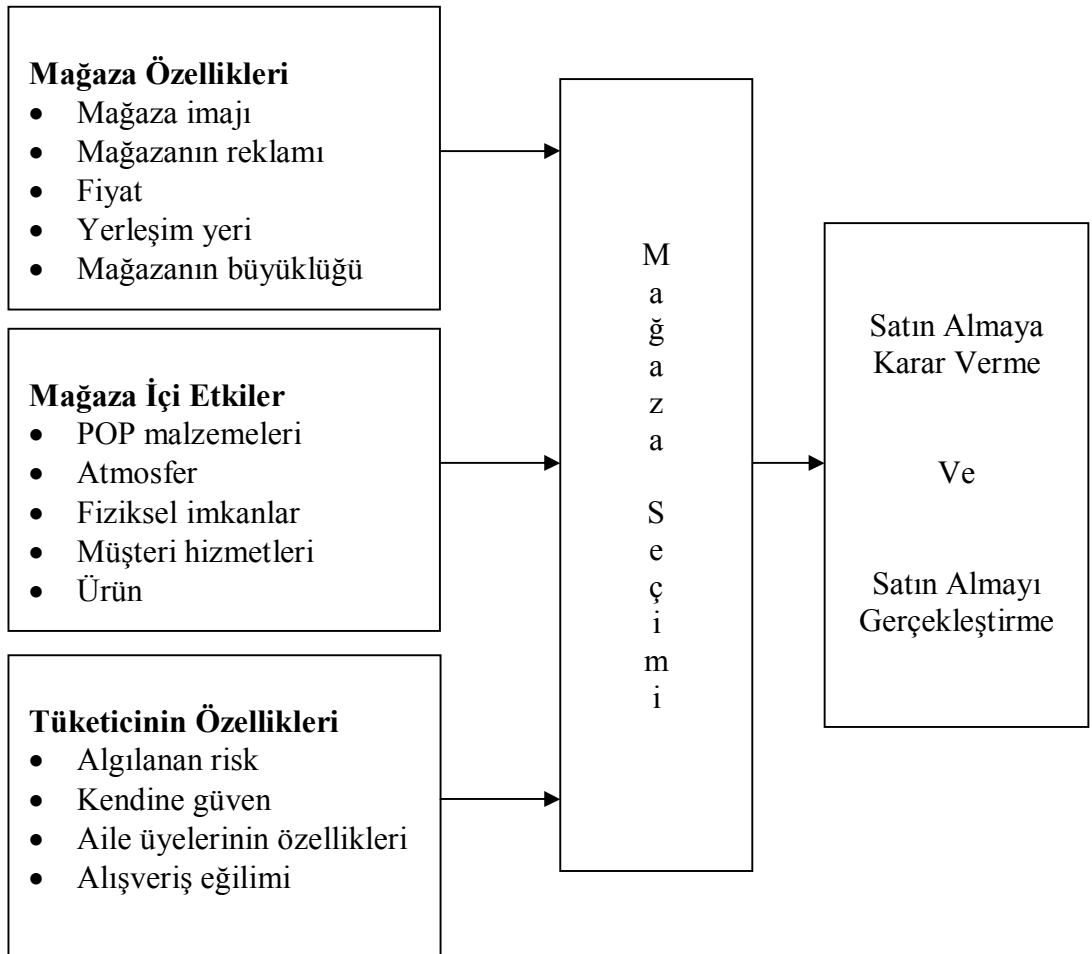 Mağaza Özellikleri
• Mağaza imajı
• Mağazanın reklamı
• Fiyat
• Yerleşim yeri
• Mağazanın büyüklüğü
Mağaza İçi Etkiler
• POP malzemeleri
• Atmosfer
• Fiziksel imkanlar
• Müşteri hizmetleri
• Ürün
Tüketicinin Özellikleri
• Algılanan risk
• Kendine güven
• Aile üyelerinin özellikleri
• Alışveriş eğilimi
M
a
ğ
a
z
a
S
e
ç
i
m
i
Satın Almaya
Karar Verme
Ve
Satın Almayı
Gerçekleştirme